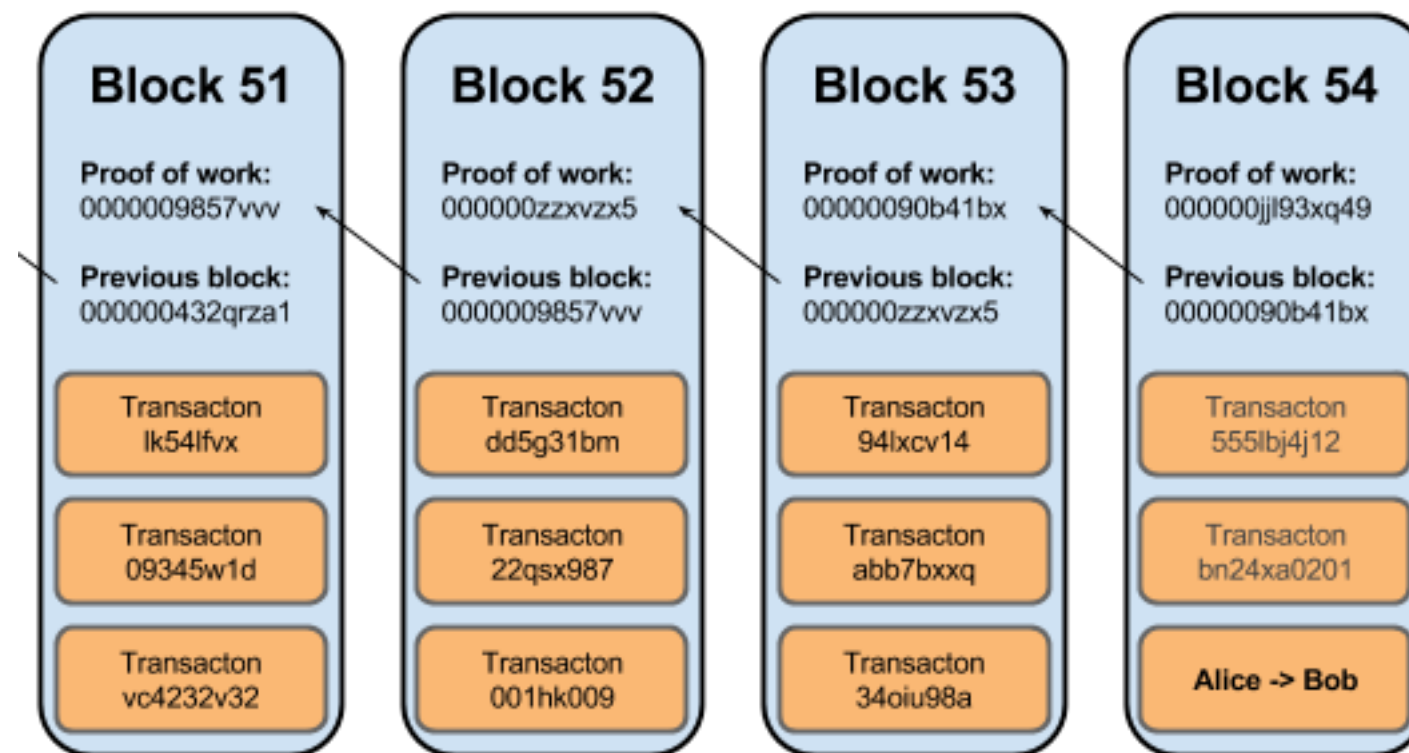 Block 51
Proof of work:
0000009857vvv
Previous block:
000000432qrza1
Transacton
lk54lfvx
Transacton
09345w1d
Transacton
vc4232v32
Block 52
Proof of work:
000000zzxvzx5
Previous block:
0000009857vvv
Transacton
dd5g31bm
Transacton
22qsx987
Transacton
001hk009
Block 53
Proof of work:
00000090b41bx
Previous block:
000000zzxvzx5
Transacton
94lxcv14
Transacton
abb7bxxq
Transacton
34oiu98a
Block 54
Proof of work:
000000jjl93xq49
Previous block:
00000090b41bx
Transacton
555lbj4j12
Transacton
bn24xa0201
Alice -> Bob